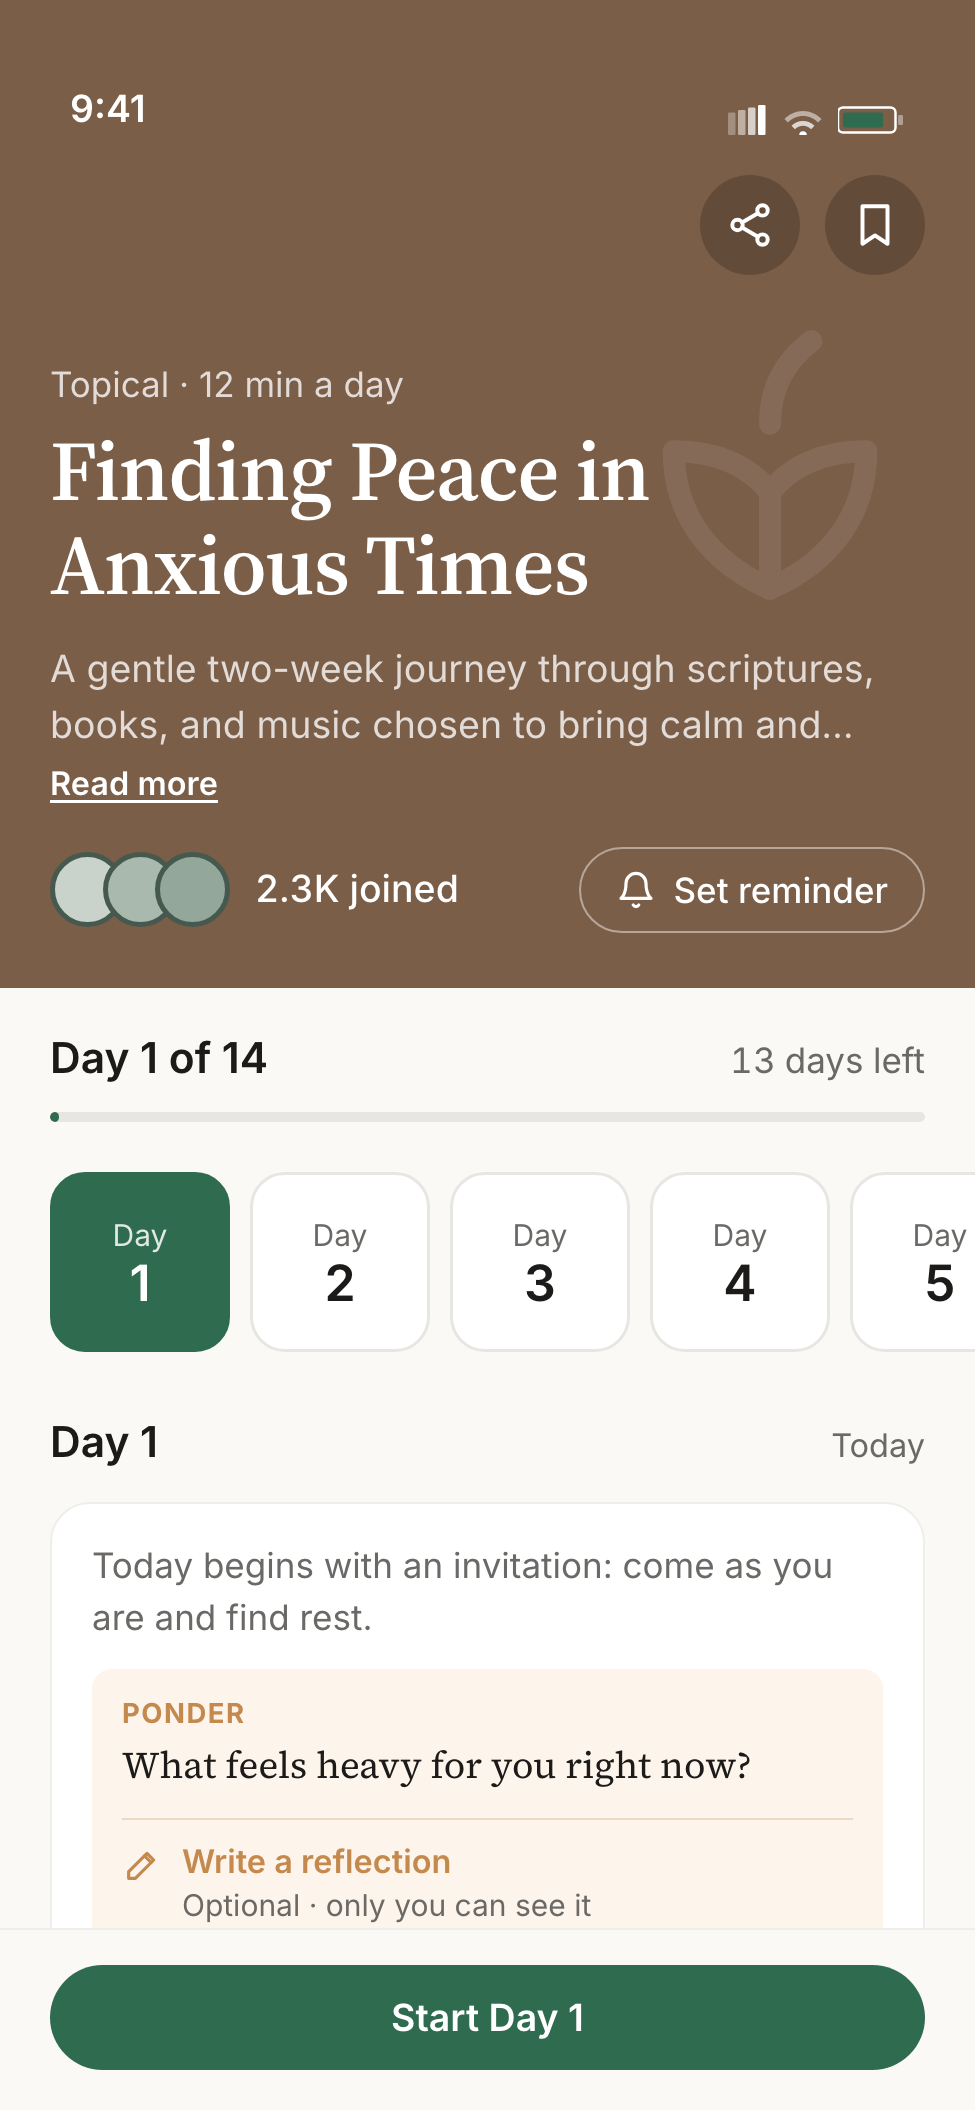 9:41
Topical · 12 min a day
Finding Peace in
Anxious Times
A gentle two-week journey through scriptures,
books, and music chosen to bring calm and...
Read more
2.3K joined
Set reminder
Day 1 of 14
13 days left
Day
1
Day
2
Day
3
Day
4
Day
5
Day 1
Today
Today begins with an invitation: come as you
are and find rest.
PONDER
What feels heavy for you right now?
Write a reflection
Optional · only you can see it
Start Day 1